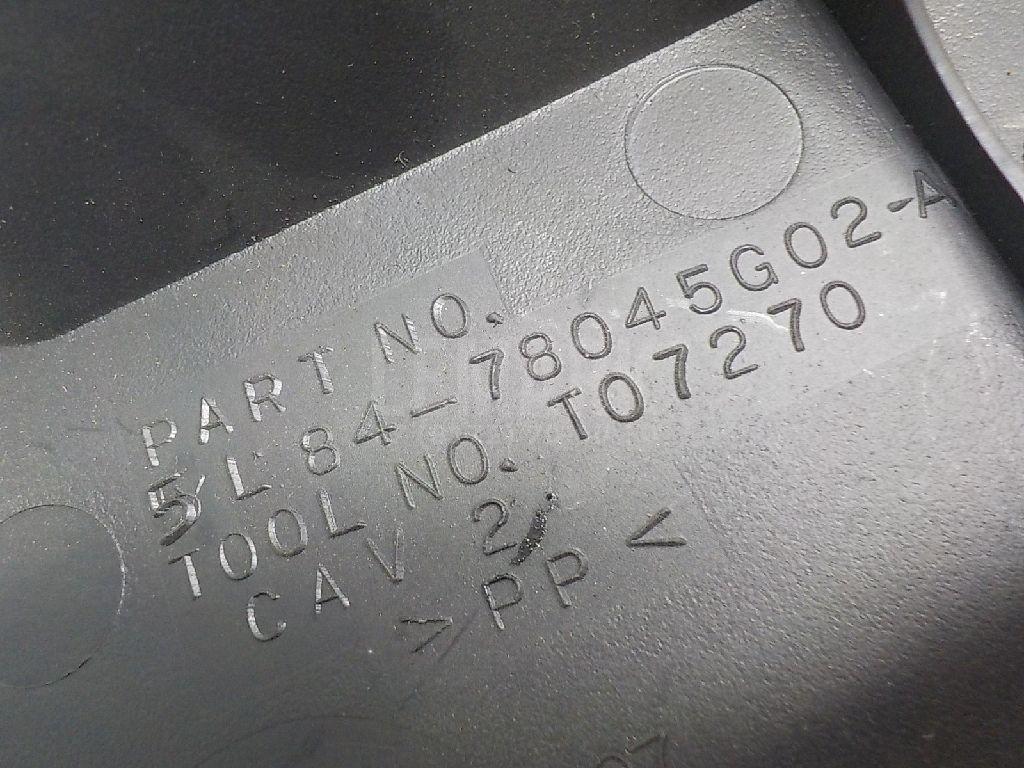 PART NO.
5L84-78045G02-A
TOOL NO. T07270
CAV 2
>PP<